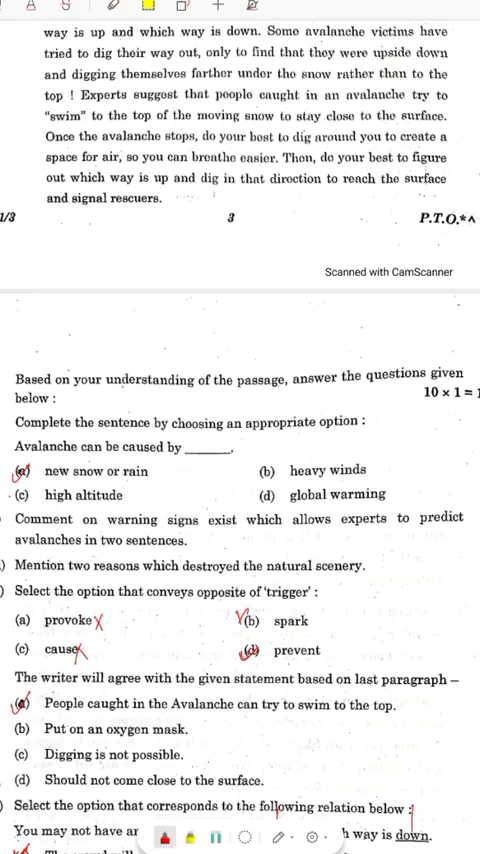 way is up and which way is down. Some avalanche victims have
tried to dig their way out, only to find that they were upside down
and digging themselves farther under the snow rather than to the
top ! Experts suggest that people caught in an avalanche try to
“swim” to the top of the moving snow to stay close to the surface.
Once the avalanche stops, do your best to dig around you to create a
space for air, so you can breathe easier. Then, do your best to figure
out which way is up and dig in that direction to reach the surface
and signal rescuers.
1/3 3 P.T.O.*^
Scanned with CamScanner
Based on your understanding of the passage, answer the questions given
below : 10 × 1 = 1
Complete the sentence by choosing an appropriate option :
Avalanche can be caused by ______.
(a) new snow or rain (b) heavy winds
(c) high altitude (d) global warming
Comment on warning signs exist which allows experts to predict
avalanches in two sentences.
) Mention two reasons which destroyed the natural scenery.
) Select the option that conveys opposite of ‘trigger’ :
(a) provoke (b) spark
(c) cause (d) prevent
The writer will agree with the given statement based on last paragraph –
(a) People caught in the Avalanche can try to swim to the top.
(b) Put on an oxygen mask.
(c) Digging is not possible.
(d) Should not come close to the surface.
) Select the option that corresponds to the following relation below :
You may not have h way is down.